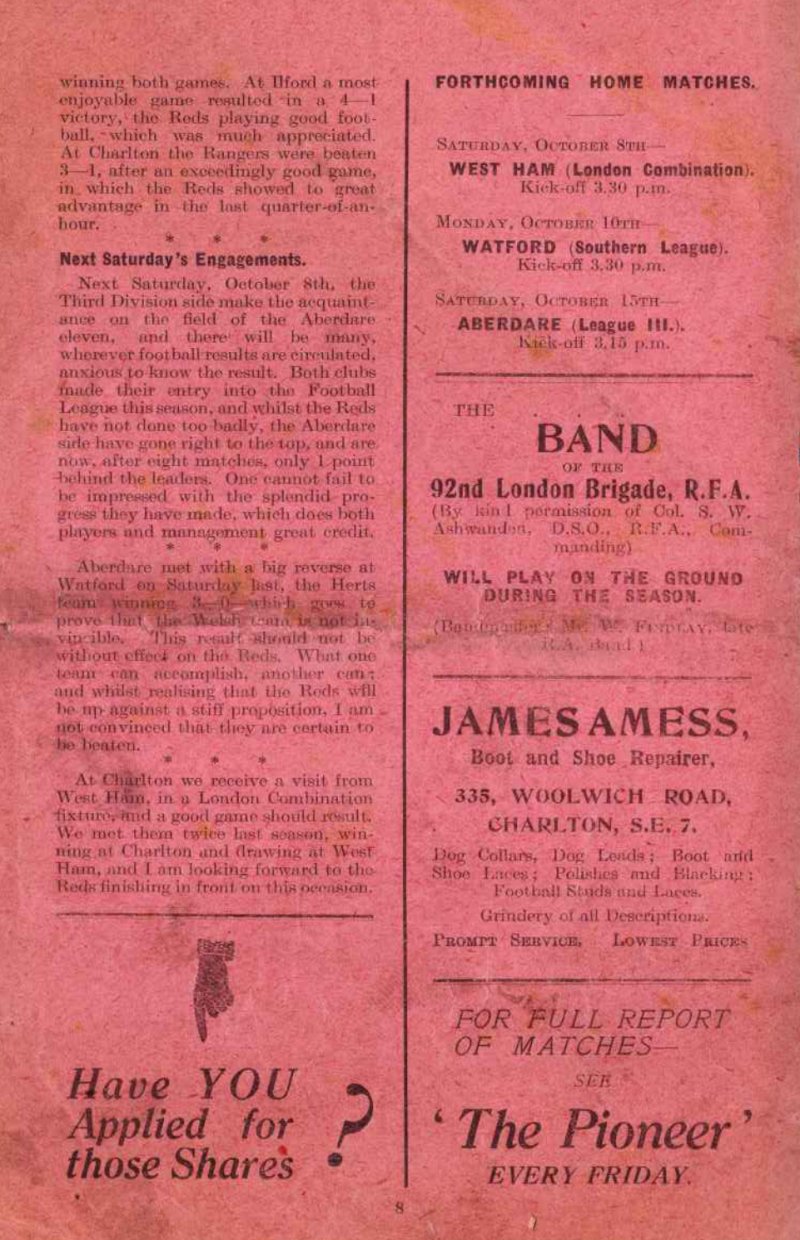 winning both games. At Ilford a most
enjoyable game resulted in a 4—1
victory, the Reds playing good foot-
ball, which was much appreciated.
At Charlton the Rangers were beaten
3—1, after an exceedingly good game,
in which the Reds showed to great
advantage in the last quarter-of-an-
hour.
* * *
Next Saturday's Engagements.
Next Saturday, October 8th, the
Third Division side make the acquaint-
ance on the field of the Aberdare
eleven, and there will be many,
wherever football results are circulated,
anxious to know the result. Both clubs
made their entry into the Football
League this season, and whilst the Reds
have not done too badly, the Aberdare
side have gone right to the top, and are
now, after eight matches, only 1 point
behind the leaders. One cannot fail to
be impressed with the splendid pro-
gress they have made, which does both
players and management great credit.
* * *
Aberdare met with a big reverse at
Watford on Saturday last, the Herts
team winning 3—0—which goes to
prove that the Welsh team is not in-
vincible. This result should not be
without effect on the Reds. What one
team can accomplish, another can;
and whilst realising that the Reds will
be up against a stiff proposition, I am
not convinced that they are certain to
be beaten.
* * *
At Charlton we receive a visit from
West Ham, in a London Combination
fixture, and a good game should result.
We met them twice last season, win-
ning at Charlton and drawing at West
Ham, and I am looking forward to the
Reds finishing in front on this occasion.
Have YOU
Applied for
those Shares ?
FORTHCOMING HOME MATCHES.
SATURDAY, OCTOBER 8TH—
WEST HAM (London Combination).
Kick-off 3.30 p.m.
MONDAY, OCTOBER 10TH—
WATFORD (Southern League).
Kick-off 3.30 p.m.
SATURDAY, OCTOBER 15TH—
ABERDARE (League III.).
Kick-off 3.15 p.m.
THE . . . .
BAND
OF THE
92nd London Brigade, R.F.A.
(By kind permission of Col. S. W.
Ashwanden, D.S.O., R.F.A., Com-
manding)
WILL PLAY ON THE GROUND
DURING THE SEASON.
(Bandmaster: Mr. W. FINDLAY, late
R.A. Band.)
JAMES AMESS,
Boot and Shoe Repairer,
335, WOOLWICH ROAD,
CHARLTON, S.E. 7.
Dog Collars, Dog Leads; Boot and
Shoe Laces; Polishes and Blacking;
Football Studs and Laces.
Grindery of all Descriptions.
PROMPT SERVICE, LOWEST PRICES
FOR FULL REPORT
OF MATCHES—
SEE
'The Pioneer'
EVERY FRIDAY.
8